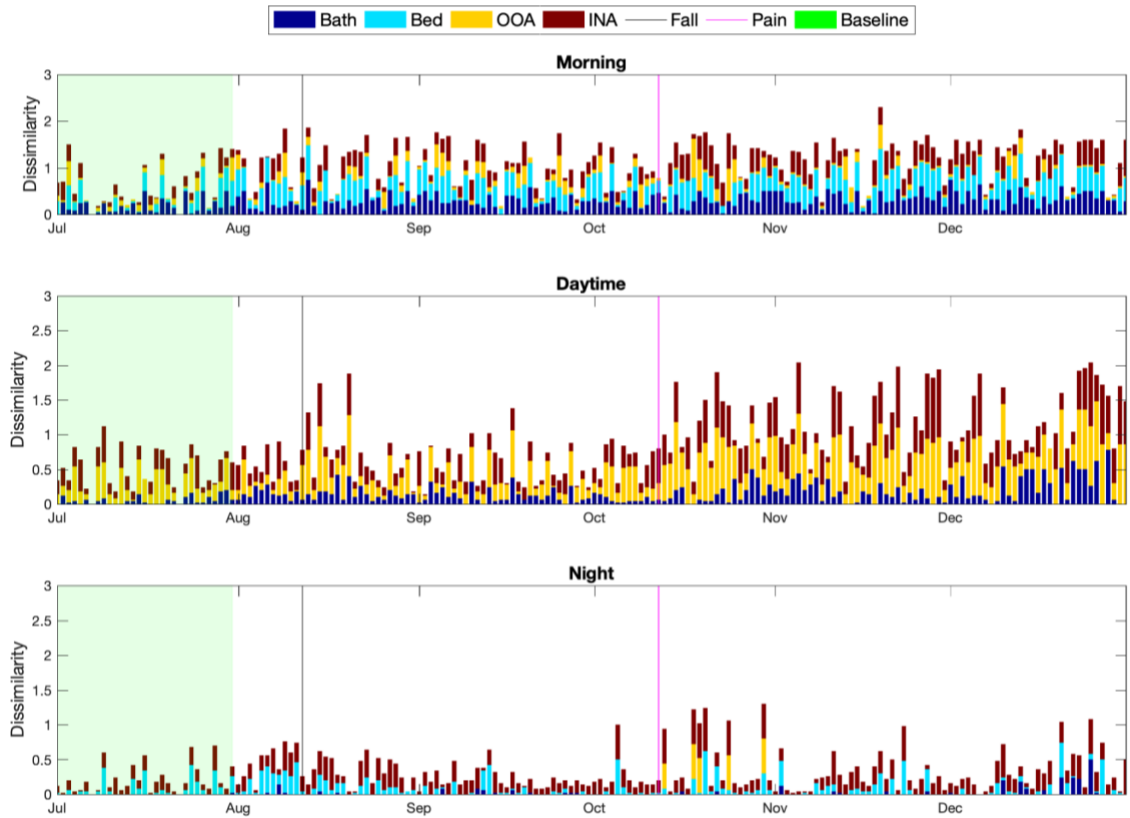 Bath Bed OOA INA Fall Pain Baseline
Morning
Dissimilarity
3
2
1
0
Jul Aug Sep Oct Nov Dec
Daytime
Dissimilarity
3
2.5
2
1.5
1
0.5
0
Jul Aug Sep Oct Nov Dec
Night
Dissimilarity
3
2.5
2
1.5
1
0.5
0
Jul Aug Sep Oct Nov Dec